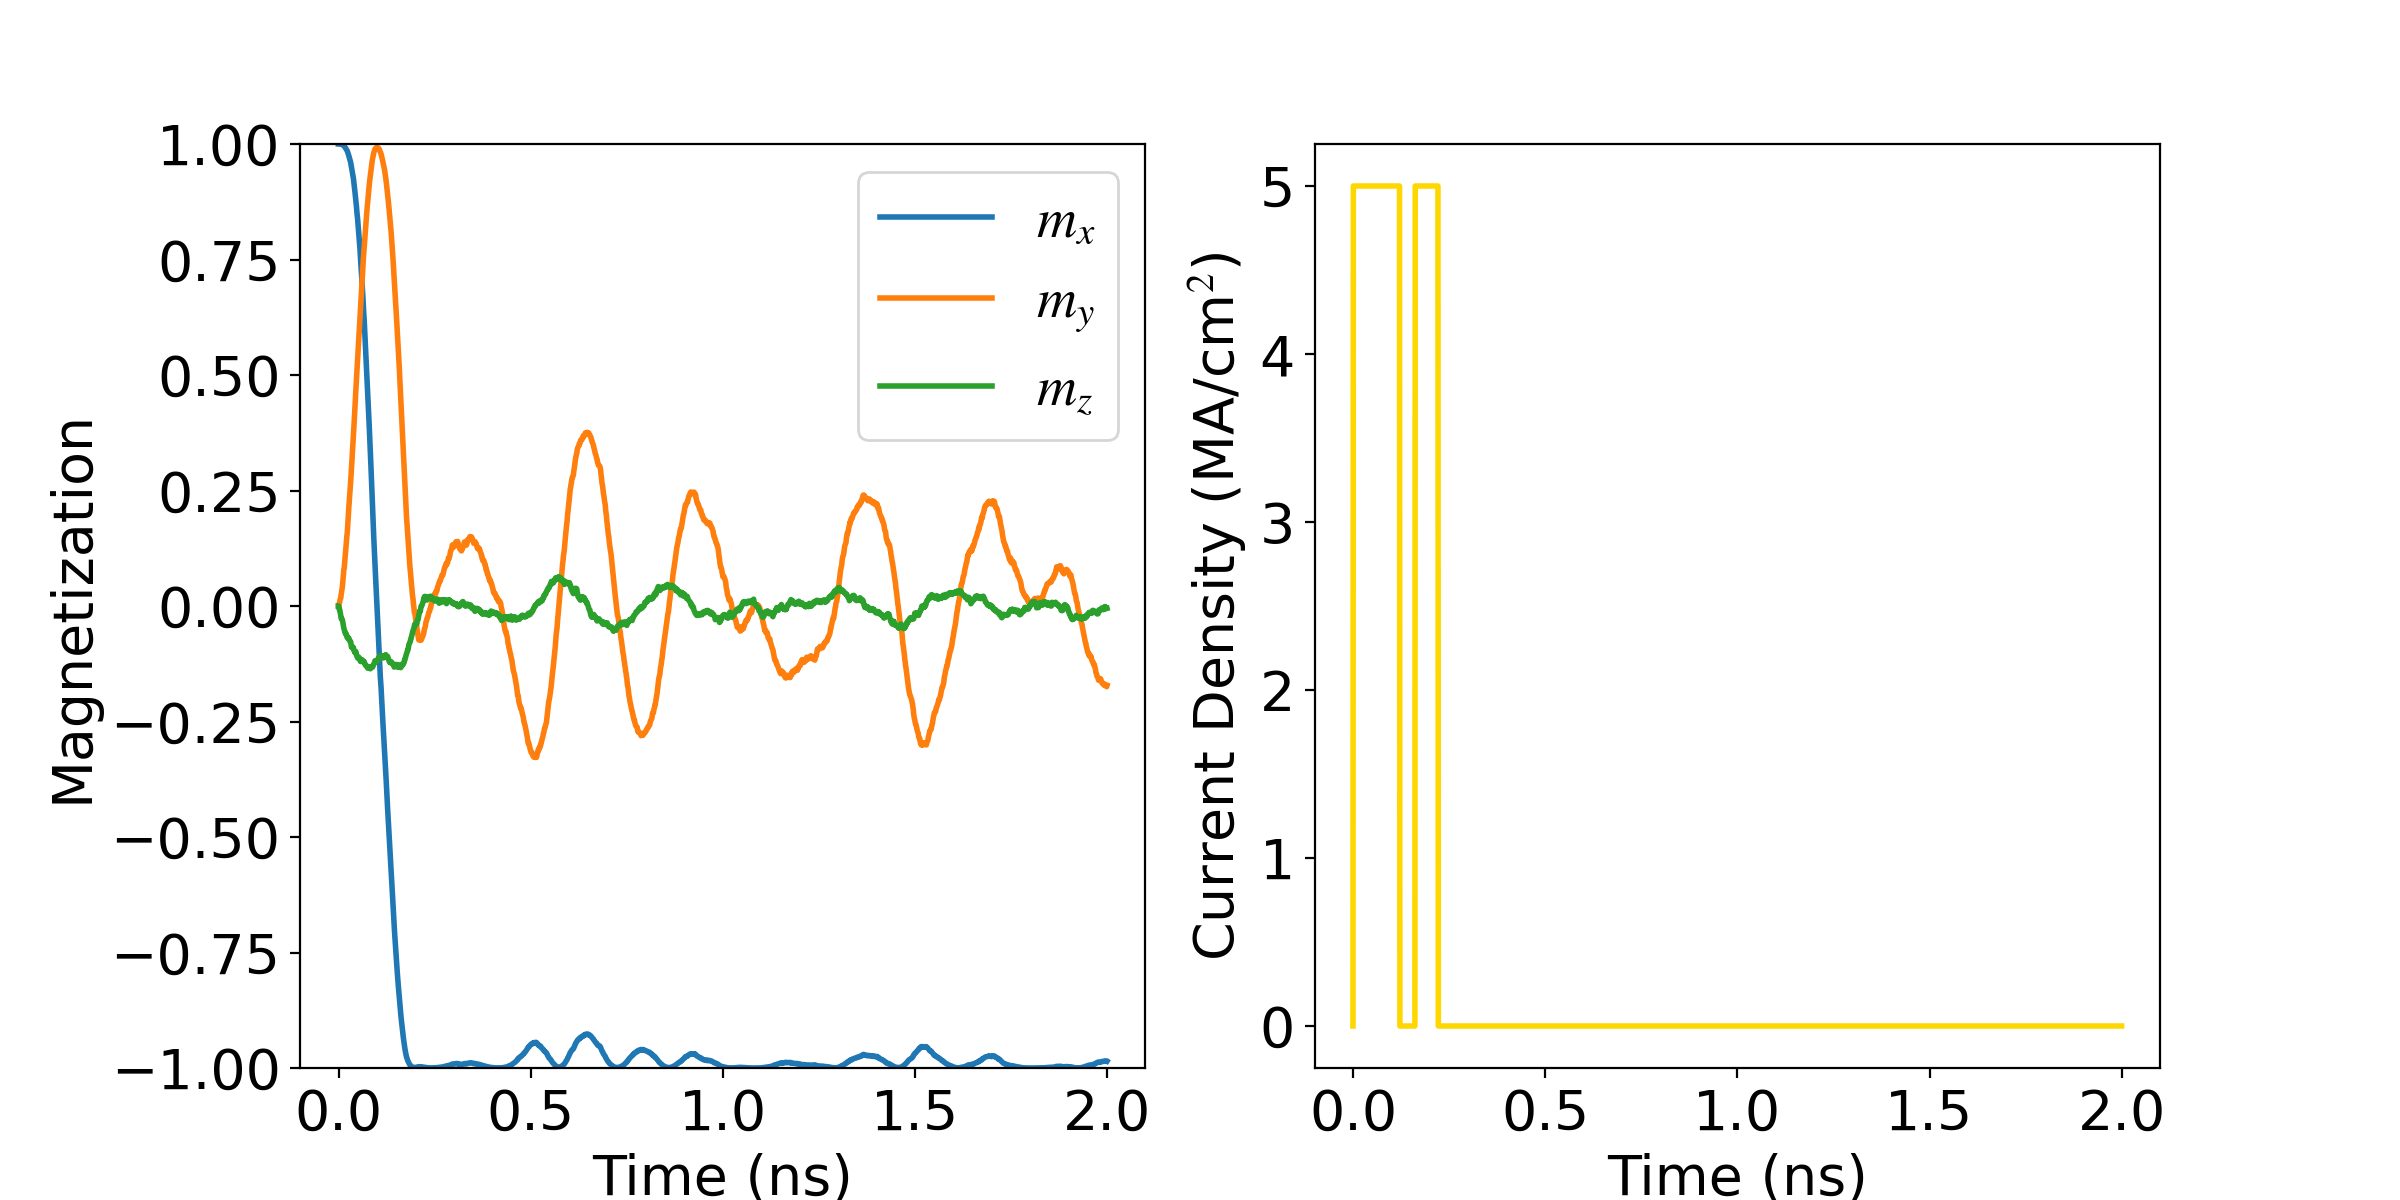 1.00
0.75
0.50
0.25
0.00
−0.25
−0.50
−0.75
−1.00
Magnetization
0.0 0.5 1.0 1.5 2.0
Time (ns)
m_x
m_y
m_z
5
4
3
2
1
0
Current Density (MA/cm²)
0.0 0.5 1.0 1.5 2.0
Time (ns)